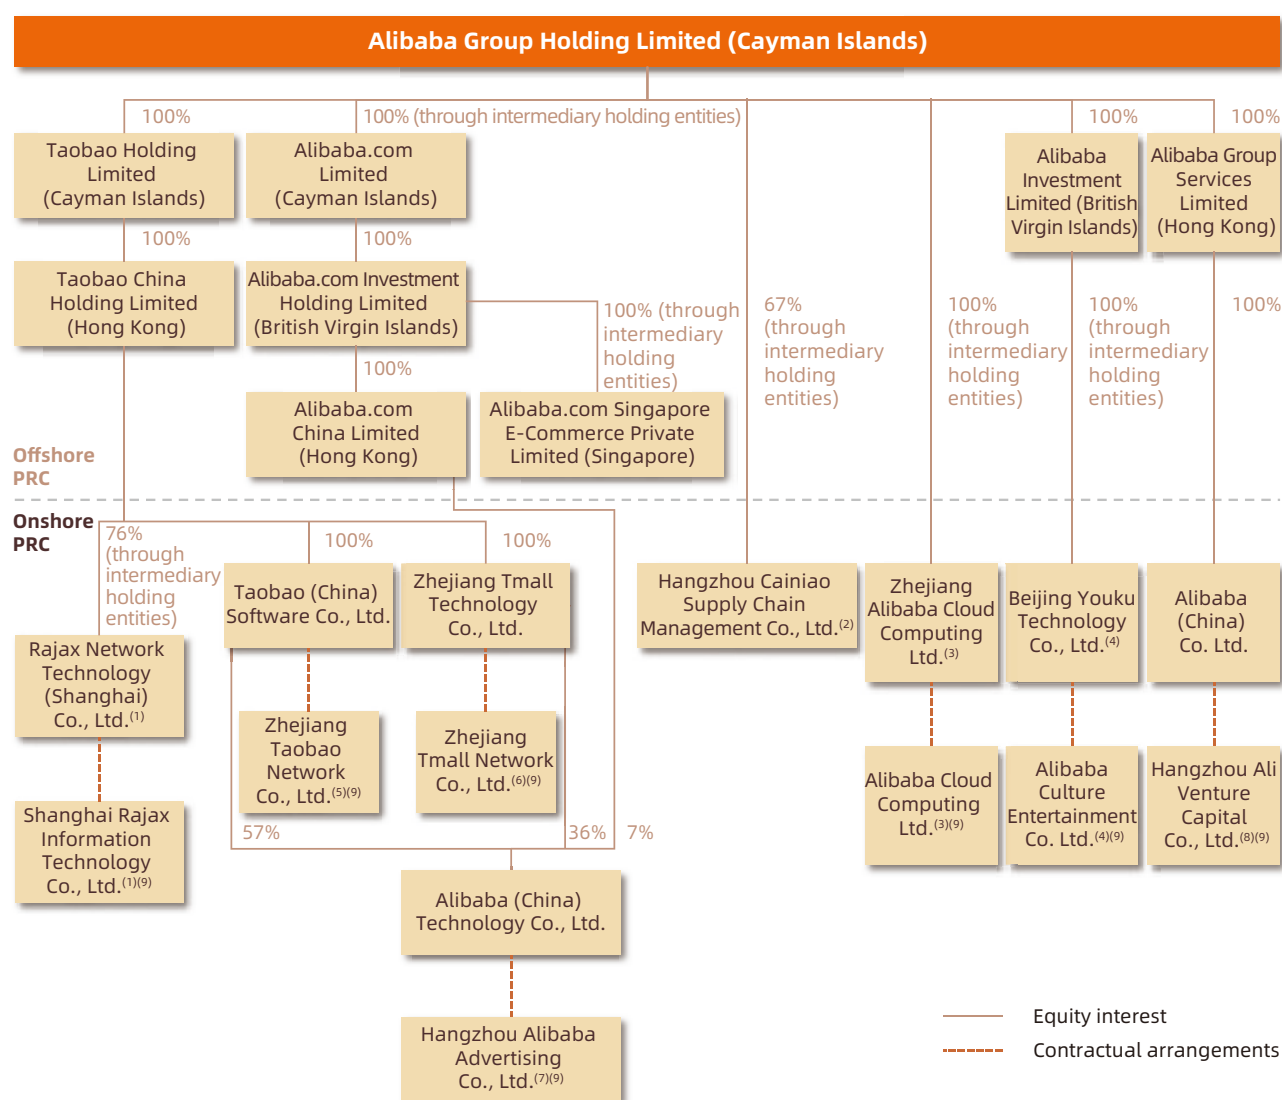 Alibaba Group Holding Limited (Cayman Islands)
100%
100% (through intermediary holding entities)
100%
100%
Taobao Holding
Limited
(Cayman Islands)
Alibaba.com
Limited
(Cayman Islands)
Alibaba
Investment
Limited (British
Virgin Islands)
Alibaba Group
Services
Limited
(Hong Kong)
100%
100%
Taobao China
Holding Limited
(Hong Kong)
Alibaba.com Investment
Holding Limited
(British Virgin Islands)
100% (through
intermediary
holding
entities)
67%
(through
intermediary
holding
entities)
100%
(through
intermediary
holding
entities)
100%
(through
intermediary
holding
entities)
100%
100%
Alibaba.com
China Limited
(Hong Kong)
Alibaba.com Singapore
E-Commerce Private
Limited (Singapore)
Offshore
PRC
Onshore
PRC
76%
(through
intermediary
holding
entities)
100%
100%
Taobao (China)
Software Co., Ltd.
Zhejiang Tmall
Technology
Co., Ltd.
Hangzhou Cainiao
Supply Chain
Management Co., Ltd.(2)
Zhejiang
Alibaba Cloud
Computing
Ltd.(3)
Beijing Youku
Technology
Co., Ltd.(4)
Alibaba
(China)
Co. Ltd.
Rajax Network
Technology
(Shanghai)
Co., Ltd.(1)
Zhejiang
Taobao
Network
Co., Ltd.(5)(9)
Zhejiang
Tmall Network
Co., Ltd.(6)(9)
Alibaba Cloud
Computing
Ltd.(3)(9)
Alibaba
Culture
Entertainment
Co. Ltd.(4)(9)
Hangzhou Ali
Venture
Capital
Co., Ltd.(8)(9)
Shanghai Rajax
Information
Technology
Co., Ltd.(1)(9)
57%
36%
7%
Alibaba (China)
Technology Co., Ltd.
Hangzhou Alibaba
Advertising
Co., Ltd.(7)(9)
Equity interest
Contractual arrangements